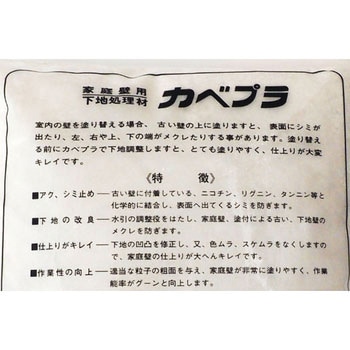 家庭壁用
下地処理材
カベプラ
室内の壁を塗り替える場合、古い壁の上に塗りますと、表面にシミが
出たり、左、右や上、下の端がメクレたりする事があります。塗り替え
る前にカベプラで下地調整しますと、とても塗りやすく、仕上りが大変
キレイです。
《特徴》
■アク、シミ止め──古い壁に付着している、ニコチン、リグニン、タンニン等と
化学的に結合し、表面へ出てくるシミを防ぎます。
■下地の改良──水引の調整役をはたし、家庭壁、塗付による古い、下地壁の
メクレを防ぎます。
■仕上りがキレイ──下地の凹凸を修正し、又、色ムラ、スケムラをなくしますの
で、家庭壁の仕上りが大へんキレイです。
■作業性の向上──適当な粒子の粗面を与え、家庭壁が非常に塗りやすく、作業
能率がグーンと向上します。